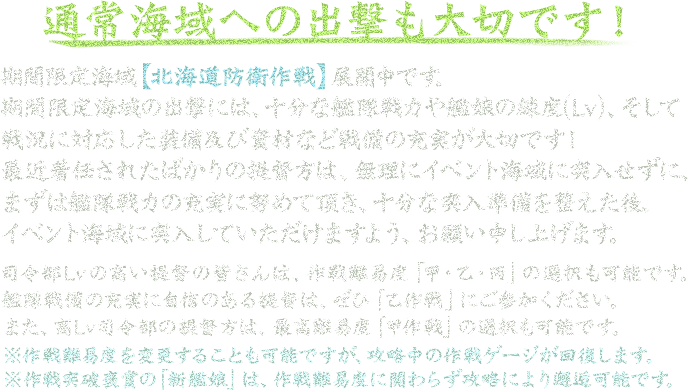 通常海域への出撃も大切です!
期間限定海域【北海道防衛作戦】展開中です。
期間限定海域の出撃には、十分な艦隊戦力や艦娘の練度(Lv)、そして
戦況に対応した装備及び資材など戦備の充実が大切です!
最近着任されたばかりの提督方は、無理にイベント海域に突入せずに、
まずは艦隊戦力の充実に努めて頂き、十分な突入準備を整えた後、
イベント海域に突入していただけますよう、お願い申し上げます。
司令部Lvの高い提督の皆さんは、作戦難易度「甲・乙・丙」の選択も可能です。
艦隊戦備の充実に自信のある提督は、ぜひ「乙作戦」にご参加ください。
また、高Lv司令部の提督方は、最高難易度「甲作戦」の選択も可能です。
※作戦難易度を変更することも可能ですが、攻略中の作戦ゲージが回復します。
※作戦突破褒賞の「新艦娘」は、作戦難易度に関わらず攻略により邂逅可能です。